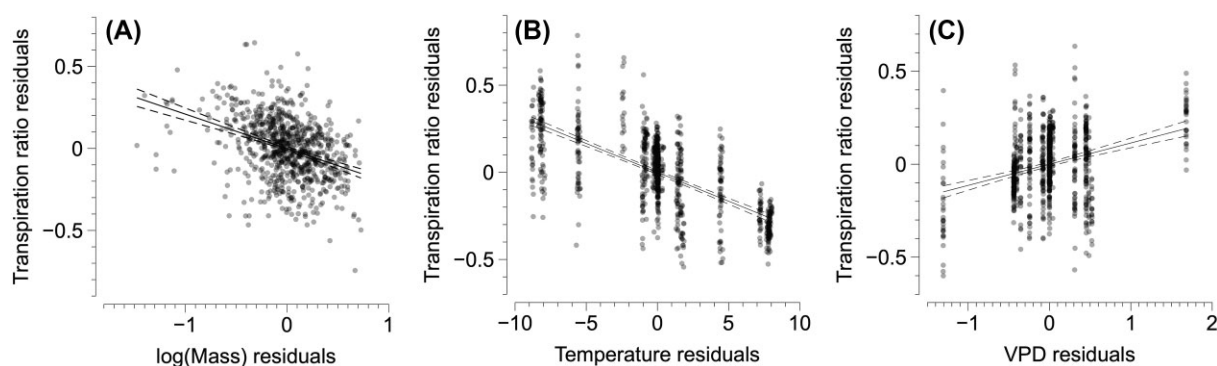 (A)
Transpiration ratio residuals
0.5
0
−0.5
−1
0
1
log(Mass) residuals
(B)
Transpiration ratio residuals
0.5
0
−0.5
−10
−5
0
5
10
Temperature residuals
(C)
Transpiration ratio residuals
0.5
0
−0.5
−1
0
1
2
VPD residuals